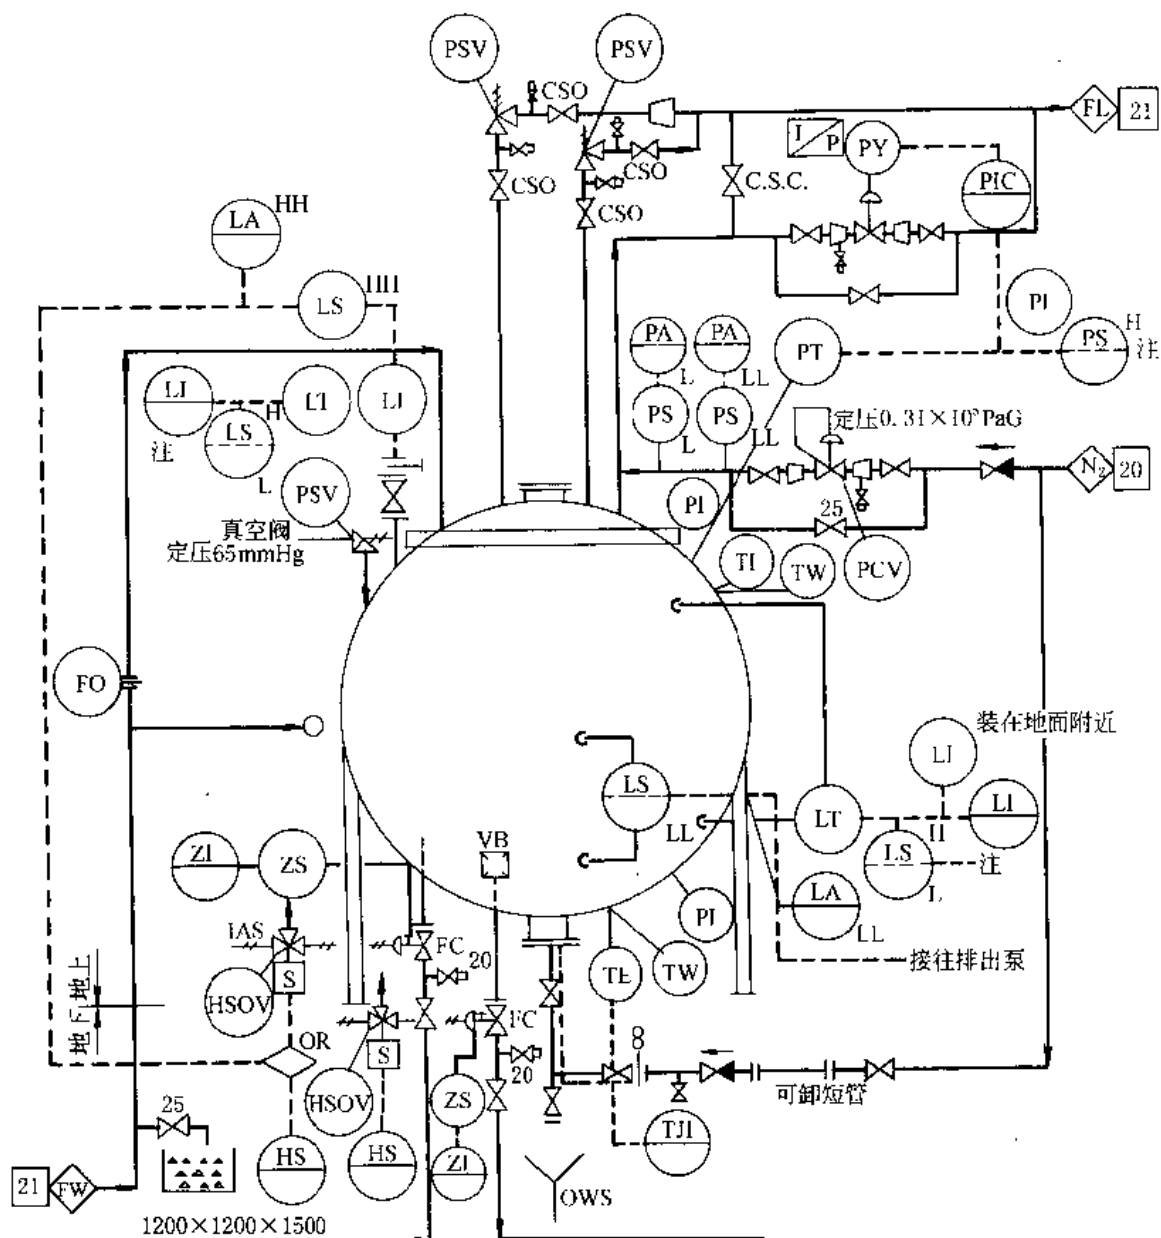 PSV
PSV
CSO
FL
21
I
P
PY
CSO
CSO
CSO
C.S.C.
PIC
HH
LA
HH
LS
PI
PS
H
注
PA
L
PA
LL
PT
LI
LT
LI
H
LS
L
注
PS
L
PS
LL
定压0.31×10⁵PaG
N₂
20
PSV
PI
25
真空阀
定压65mmHg
TI
TW
PCV
FO
装在地面附近
LI
LS
LL
LT
H
LI
LS
L
注
VB
ZI
ZS
PI
LA
LL
IAS
FC
20
TE
TW
接往排出泵
HSOV
S
地上
地下
FC
20
8
OR
S
HSOV
ZS
可卸短管
25
TJI
HS
HS
ZI
21
FW
OWS
1200×1200×1500